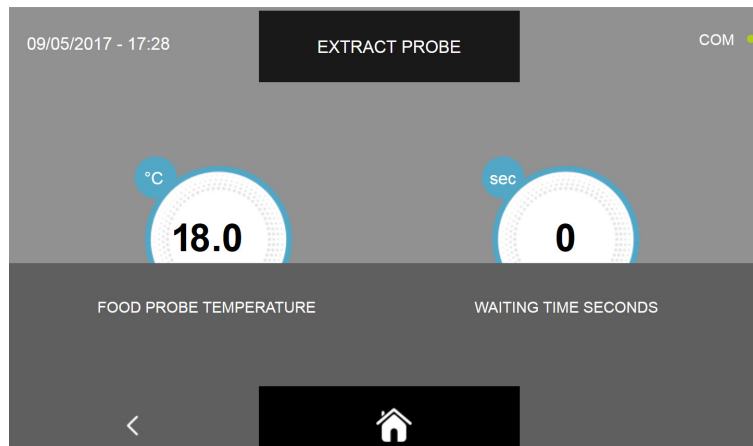 09/05/2017 - 17:28
EXTRACT PROBE
COM
°C
sec
18.0
0
FOOD PROBE TEMPERATURE
WAITING TIME SECONDS